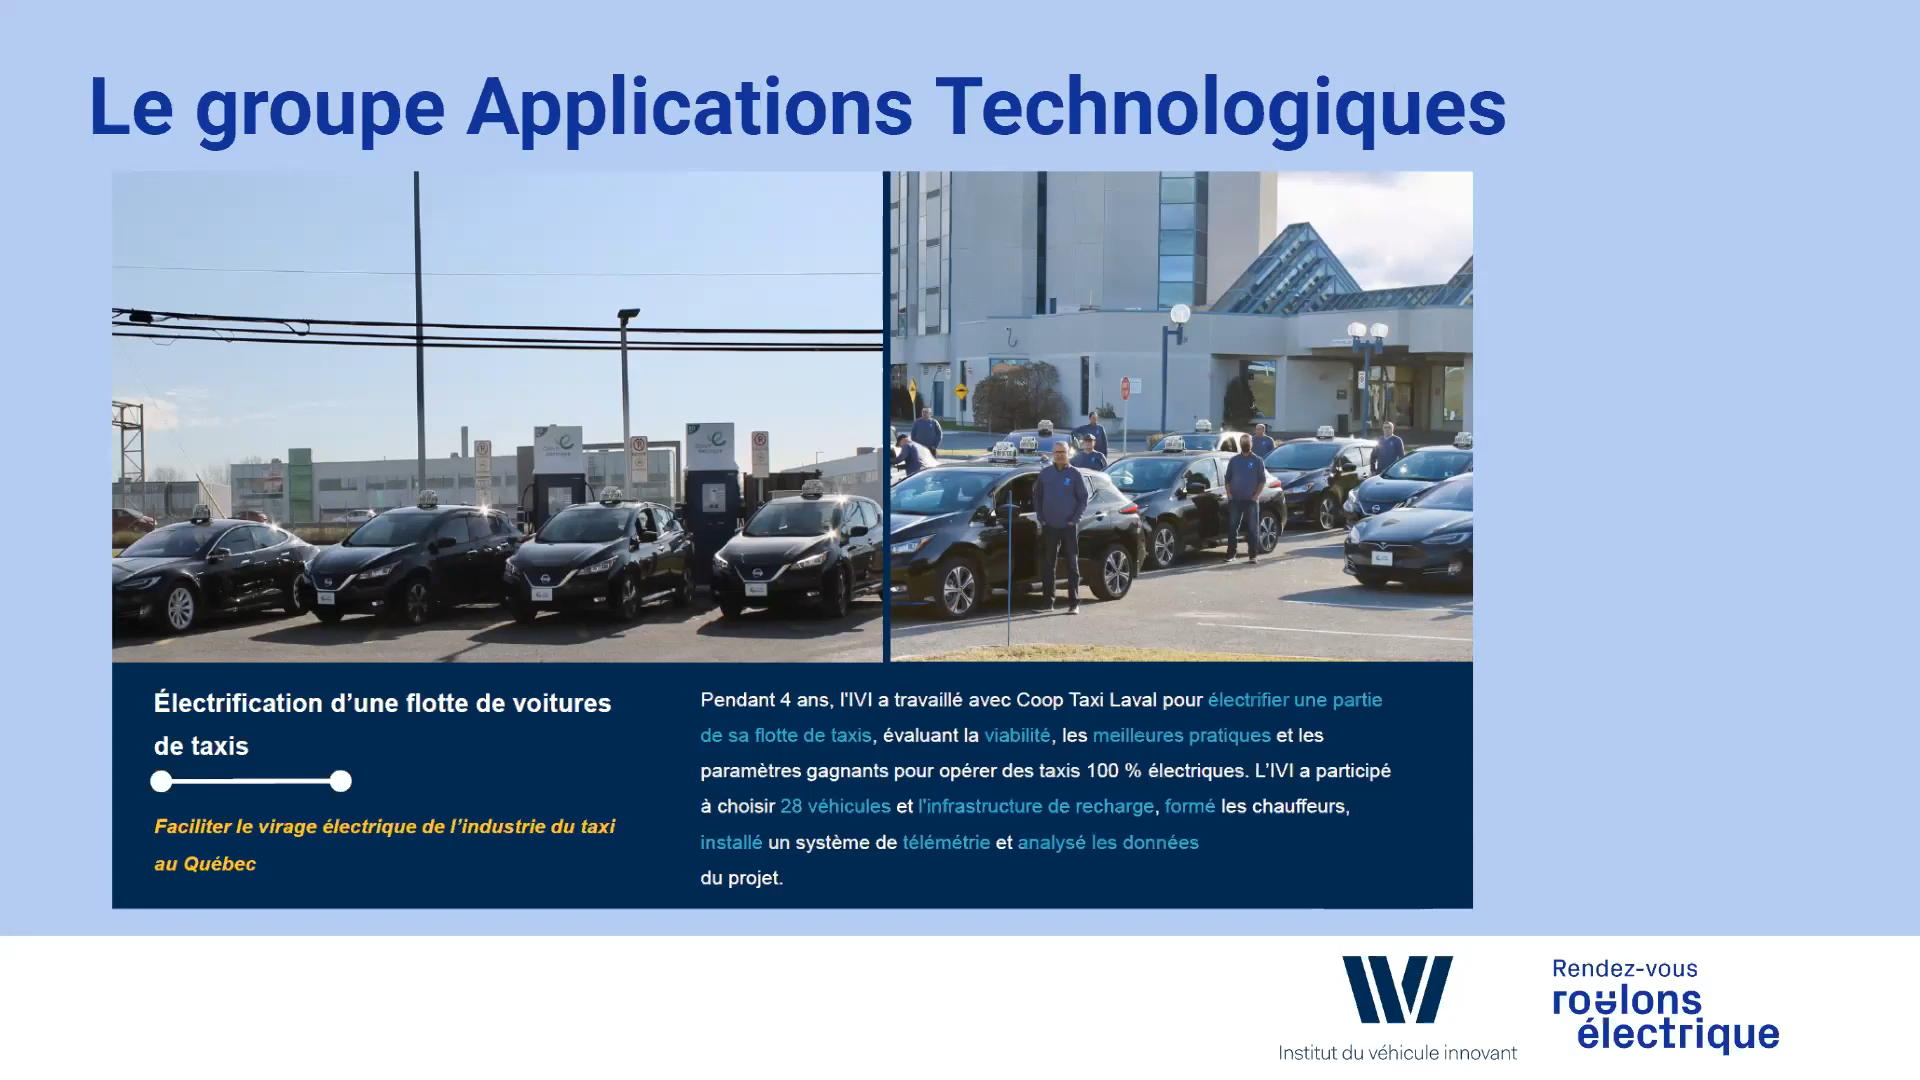 Le groupe Applications Technologiques
Électrification d’une flotte de voitures
de taxis
Faciliter le virage électrique de l’industrie du taxi
au Québec
Pendant 4 ans, l'IVI a travaillé avec Coop Taxi Laval pour électrifier une partie
de sa flotte de taxis, évaluant la viabilité, les meilleures pratiques et les
paramètres gagnants pour opérer des taxis 100 % électriques. L’IVI a participé
à choisir 28 véhicules et l'infrastructure de recharge, formé les chauffeurs,
installé un système de télémétrie et analysé les données
du projet.
IVI
Institut du véhicule innovant
Rendez-vous
roulons
électrique